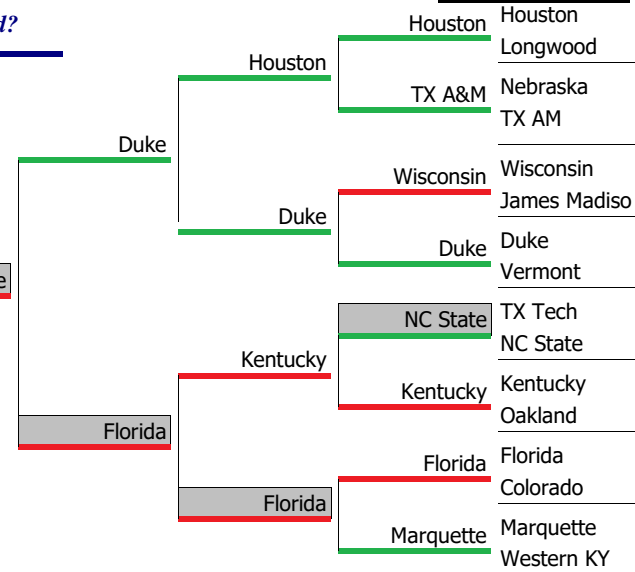 d?
Houston
Longwood
Nebraska
TX AM
Wisconsin
James Madiso
Duke
Vermont
TX Tech
NC State
Kentucky
Oakland
Florida
Colorado
Marquette
Western KY
Houston
TX A&M
Wisconsin
Duke
NC State
Kentucky
Florida
Marquette
Houston
Duke
Kentucky
Florida
Duke
Florida
e